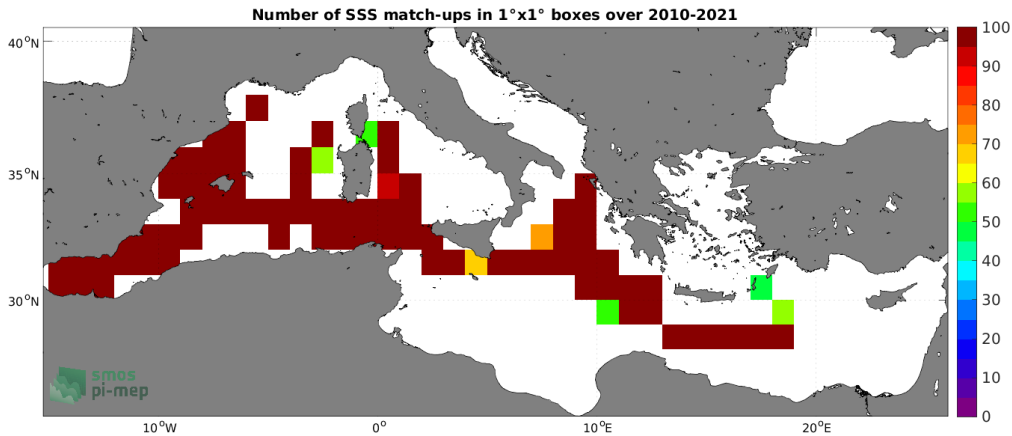 Number of SSS match-ups in 1°x1° boxes over 2010-2021
40°N
35°N
30°N
10°W
0°
10°E
20°E
100
90
80
70
60
50
40
30
20
10
0
smos
pi-mep